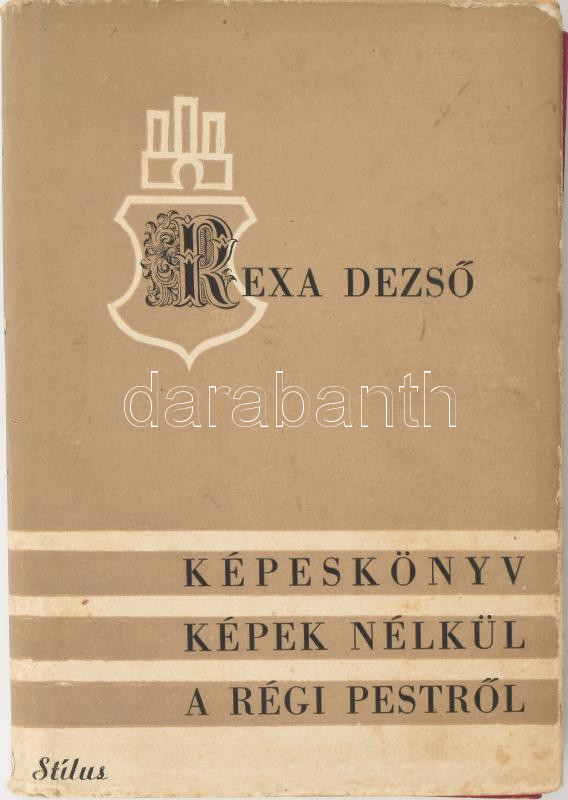 REXA DEZSŐ
darabanth
KÉPESKÖNYV
KÉPEK NÉLKÜL
A RÉGI PESTRŐL
Stílus